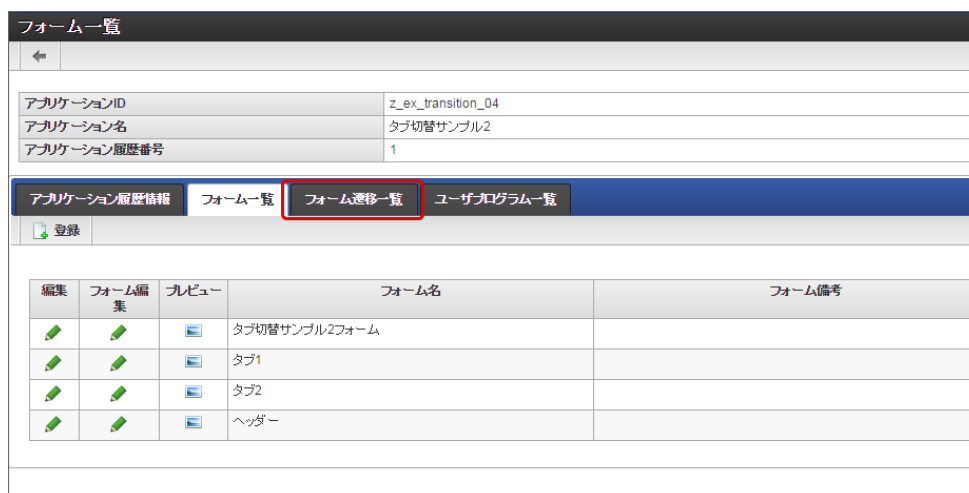 フォーム一覧
アプリケーションID z_ex_transition_04
アプリケーション名 タブ切替サンプル2
アプリケーション履歴番号 1
アプリケーション履歴情報 フォーム一覧 フォーム遷移一覧 ユーザプログラム一覧
登録
編集 フォーム編集 プレビュー フォーム名 フォーム備考
タブ切替サンプル2フォーム
タブ1
タブ2
ヘッダー